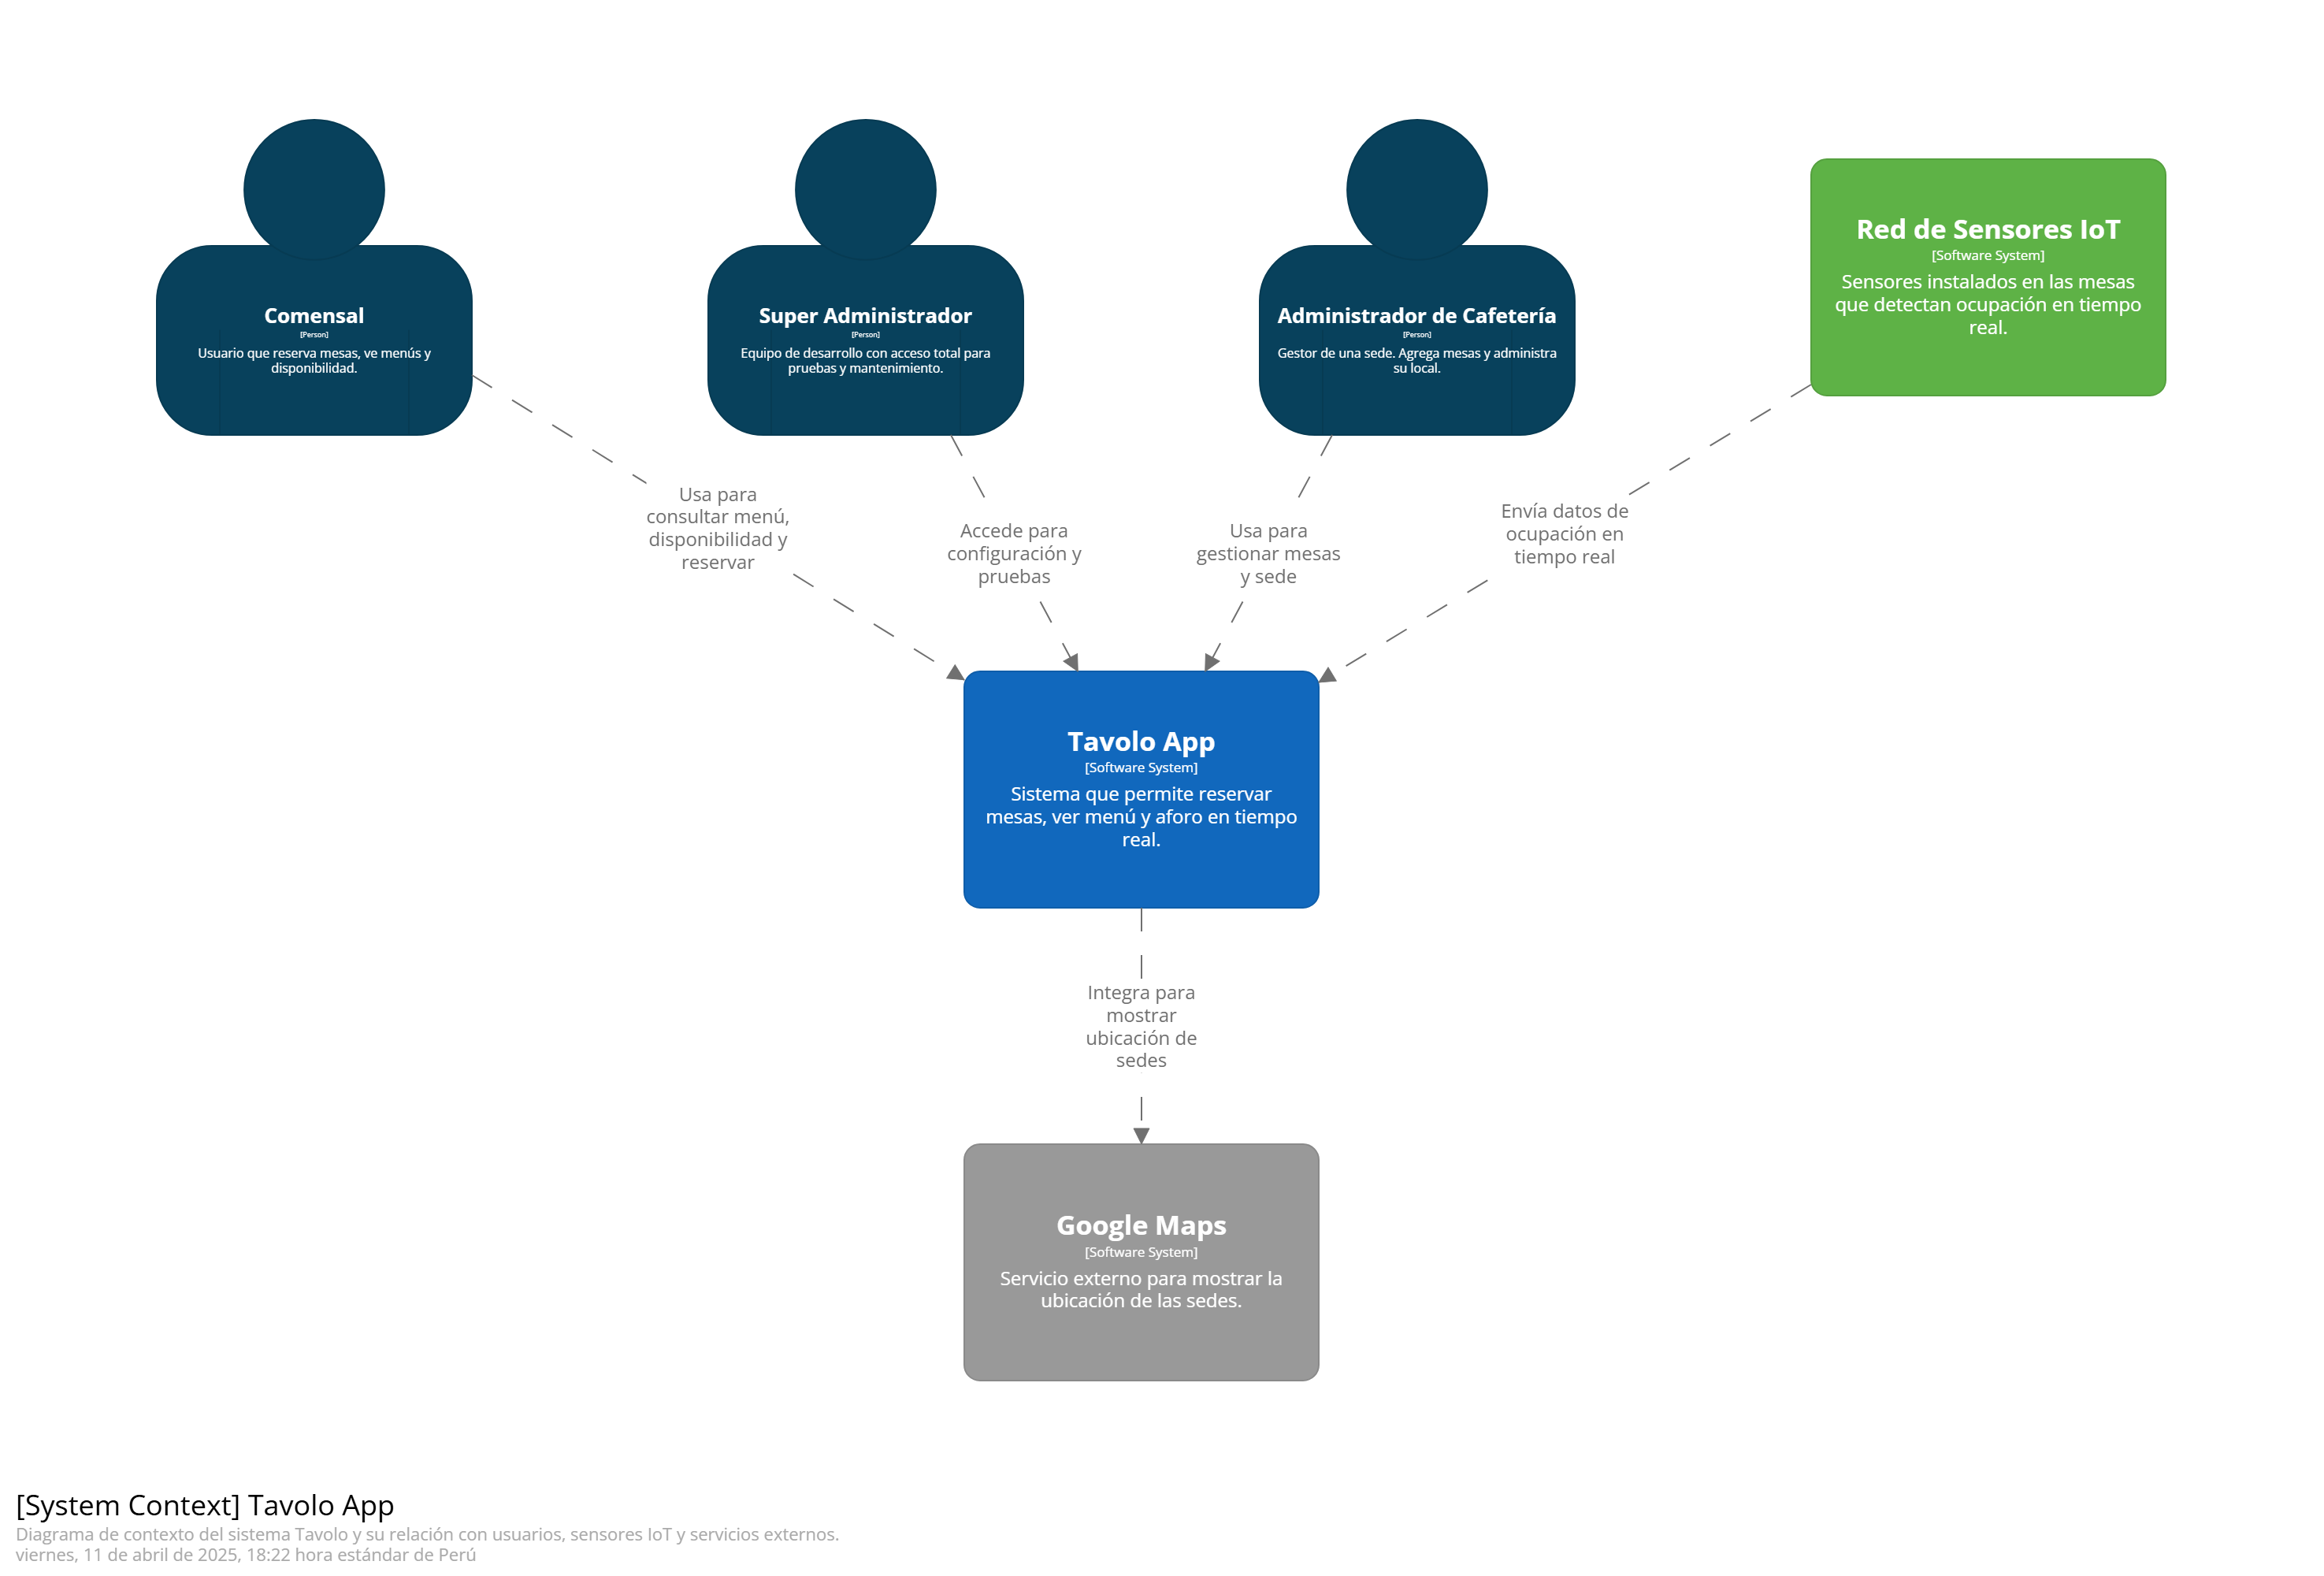 Comensal
[Person]
Usuario que reserva mesas, ve menús y
disponibilidad.
Super Administrador
[Person]
Equipo de desarrollo con acceso total para
pruebas y mantenimiento.
Administrador de Cafetería
[Person]
Gestor de una sede. Agrega mesas y administra
su local.
Red de Sensores IoT
[Software System]
Sensores instalados en las mesas
que detectan ocupación en tiempo
real.
Usa para
consultar menú,
disponibilidad y
reservar
Accede para
configuración y
pruebas
Usa para
gestionar mesas
y sede
Envía datos de
ocupación en
tiempo real
Tavolo App
[Software System]
Sistema que permite reservar
mesas, ver menú y aforo en tiempo
real.
Integra para
mostrar
ubicación de
sedes
Google Maps
[Software System]
Servicio externo para mostrar la
ubicación de las sedes.
[System Context] Tavolo App
Diagrama de contexto del sistema Tavolo y su relación con usuarios, sensores IoT y servicios externos.
viernes, 11 de abril de 2025, 18:22 hora estándar de Perú